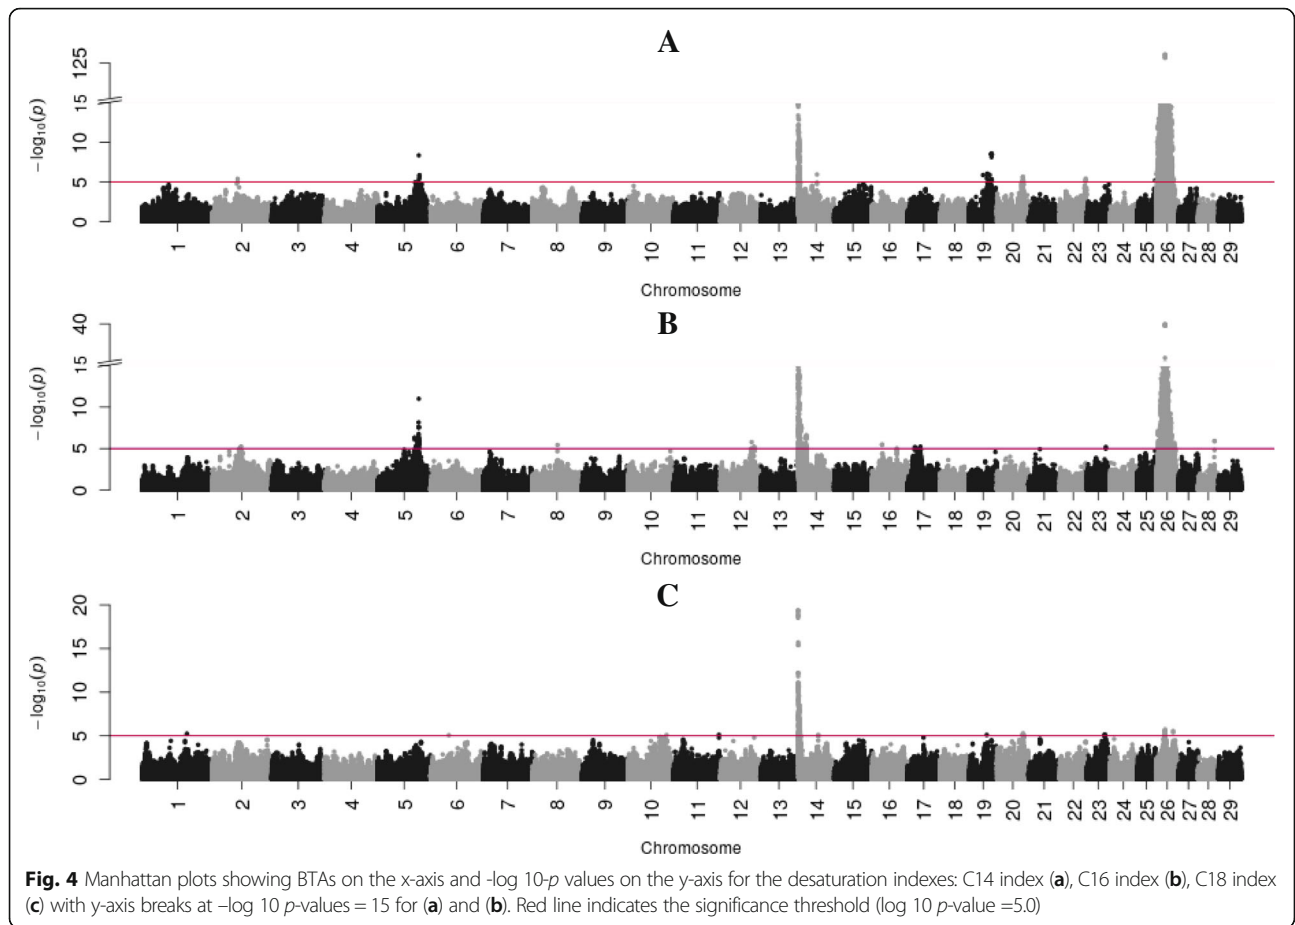 A
−log10(p)
125
15
10
5
0
1 2 3 4 5 6 7 8 9 10 11 12 13 14 15 16 17 18 19 20 21 22 23 24 25 26 27 28 29
Chromosome
B
−log10(p)
40
15
10
5
0
1 2 3 4 5 6 7 8 9 10 11 12 13 14 15 16 17 18 19 20 21 22 23 24 25 26 27 28 29
Chromosome
C
−log10(p)
20
15
10
5
0
1 2 3 4 5 6 7 8 9 10 11 12 13 14 15 16 17 18 19 20 21 22 23 24 25 26 27 28 29
Chromosome
Fig. 4 Manhattan plots showing BTAs on the x-axis and -log 10-p values on the y-axis for the desaturation indexes: C14 index (a), C16 index (b), C18 index
(c) with y-axis breaks at –log 10 p-values = 15 for (a) and (b). Red line indicates the significance threshold (log 10 p-value =5.0)